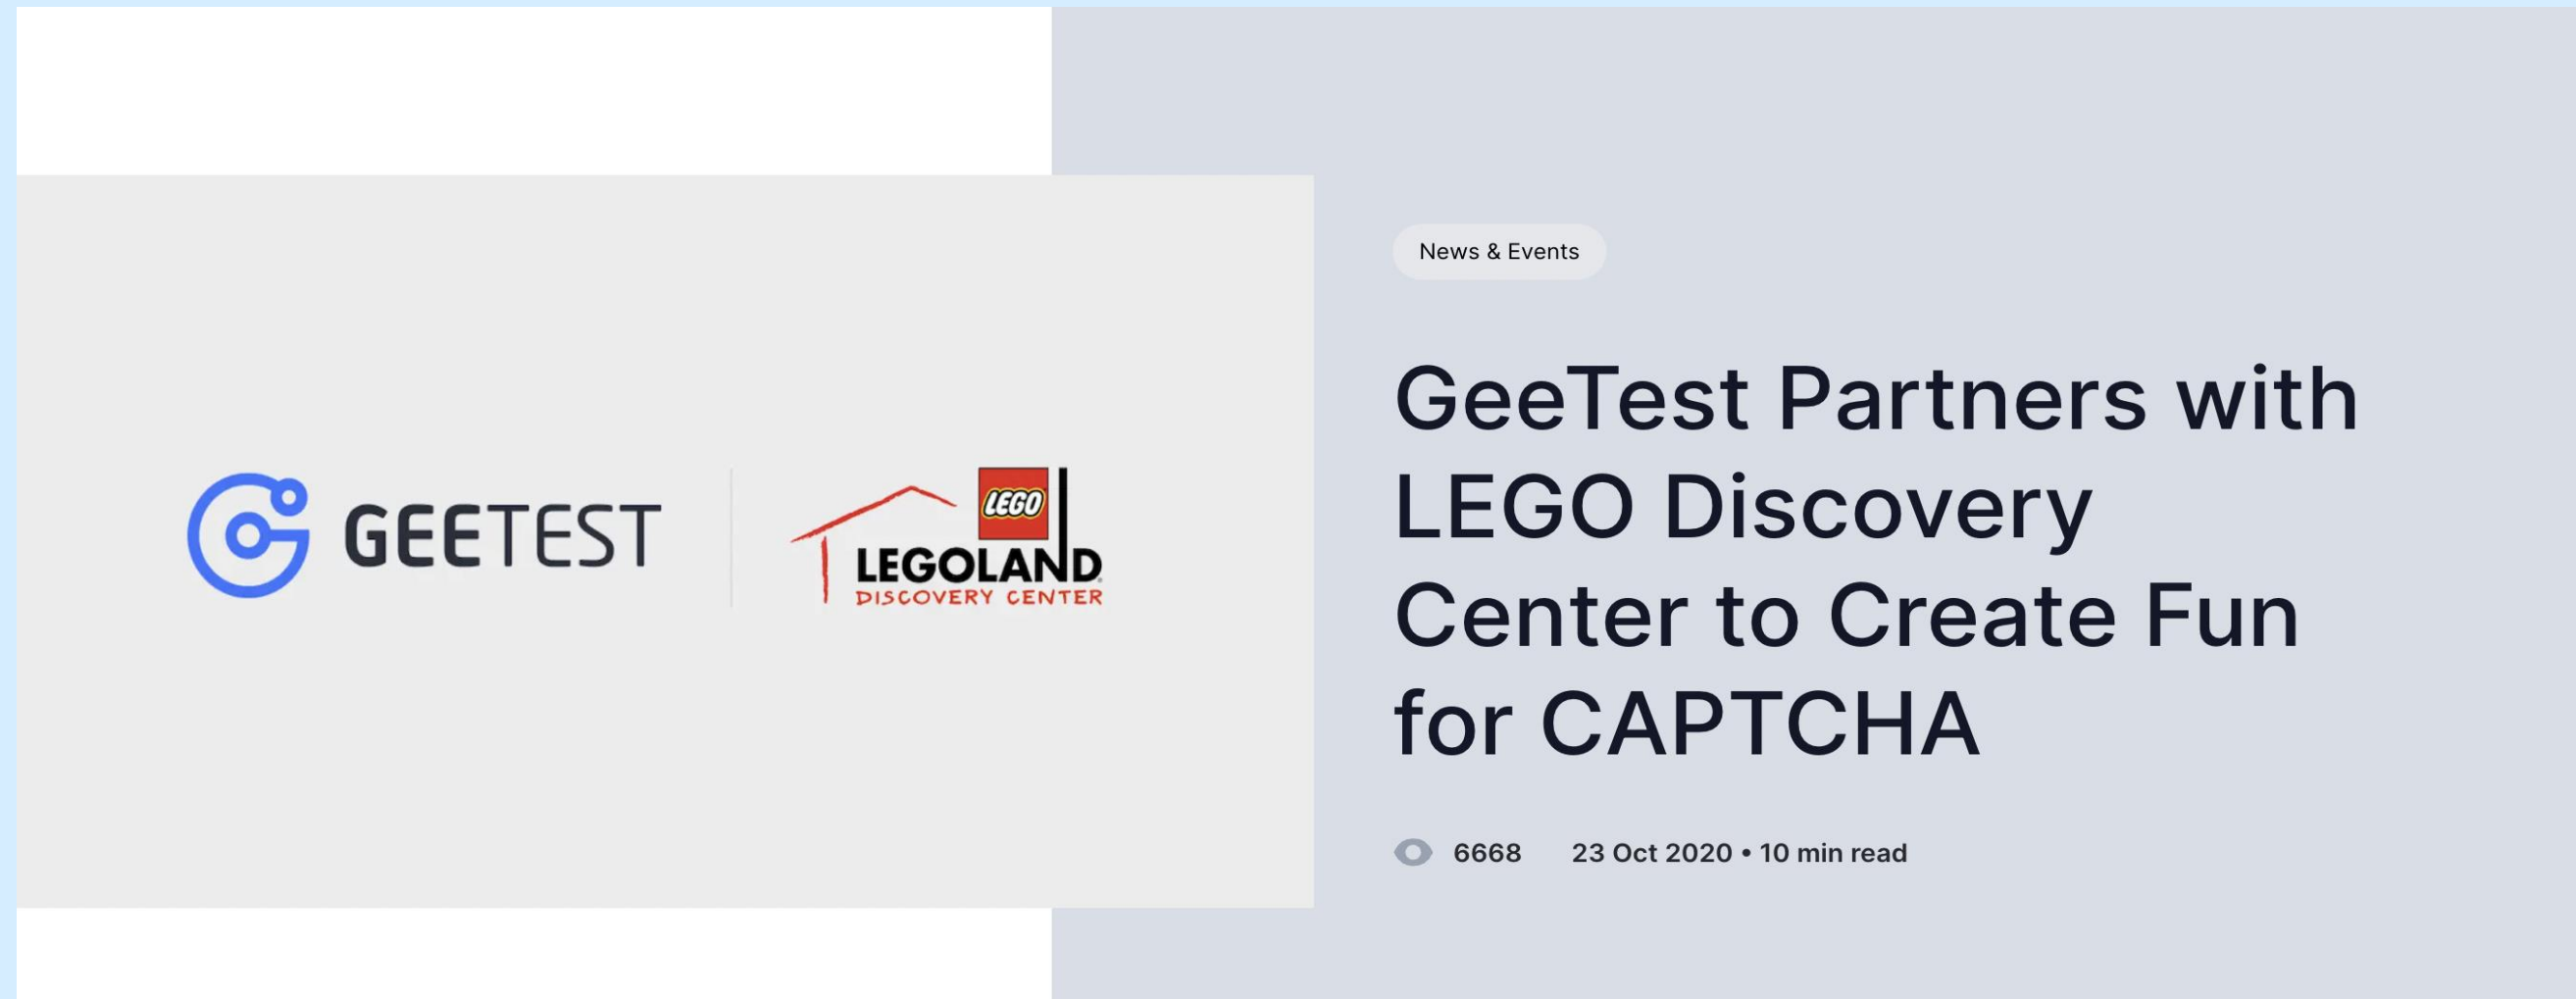 GEETEST
LEGO
LEGOLAND
DISCOVERY CENTER
News & Events
GeeTest Partners with
LEGO Discovery
Center to Create Fun
for CAPTCHA
6668 23 Oct 2020 • 10 min read